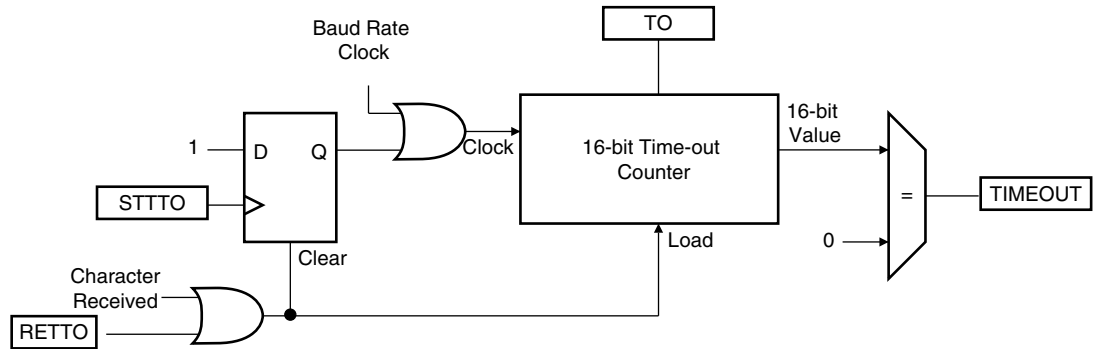 TO
Baud Rate
Clock
16-bit
Value
1
D
Q
Clock
16-bit Time-out
Counter
=
TIMEOUT
STTTO
0
Load
Clear
Character
Received
RETTO